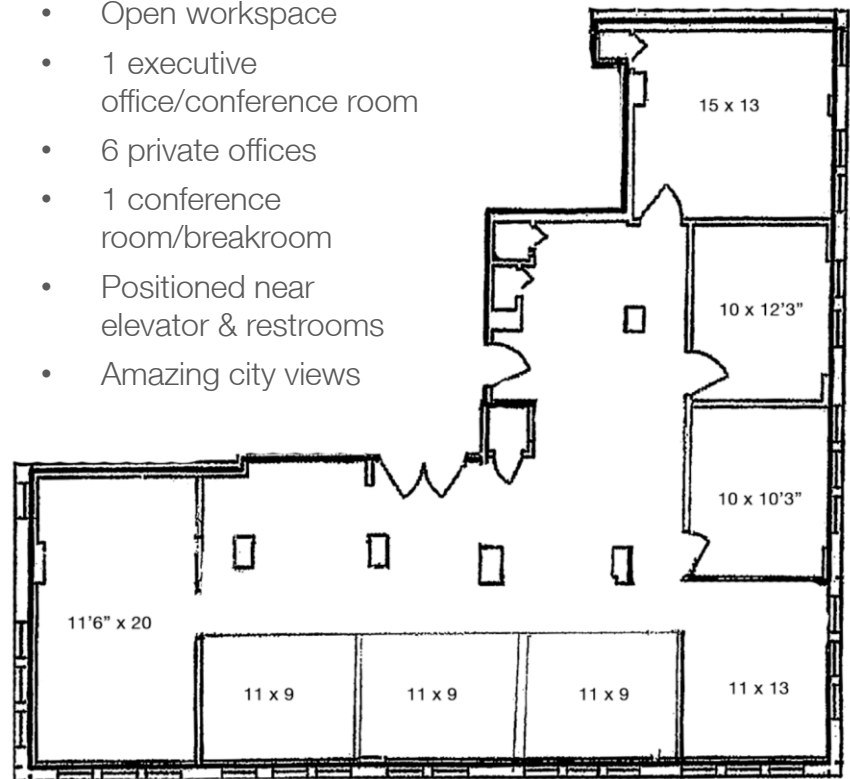 • Open workspace
• 1 executive
office/conference room
• 6 private offices
• 1 conference
room/breakroom
• Positioned near
elevator & restrooms
• Amazing city views
15 x 13
10 x 12'3”
10 x 10'3”
11'6” x 20
11 x 9
11 x 9
11 x 9
11 x 13